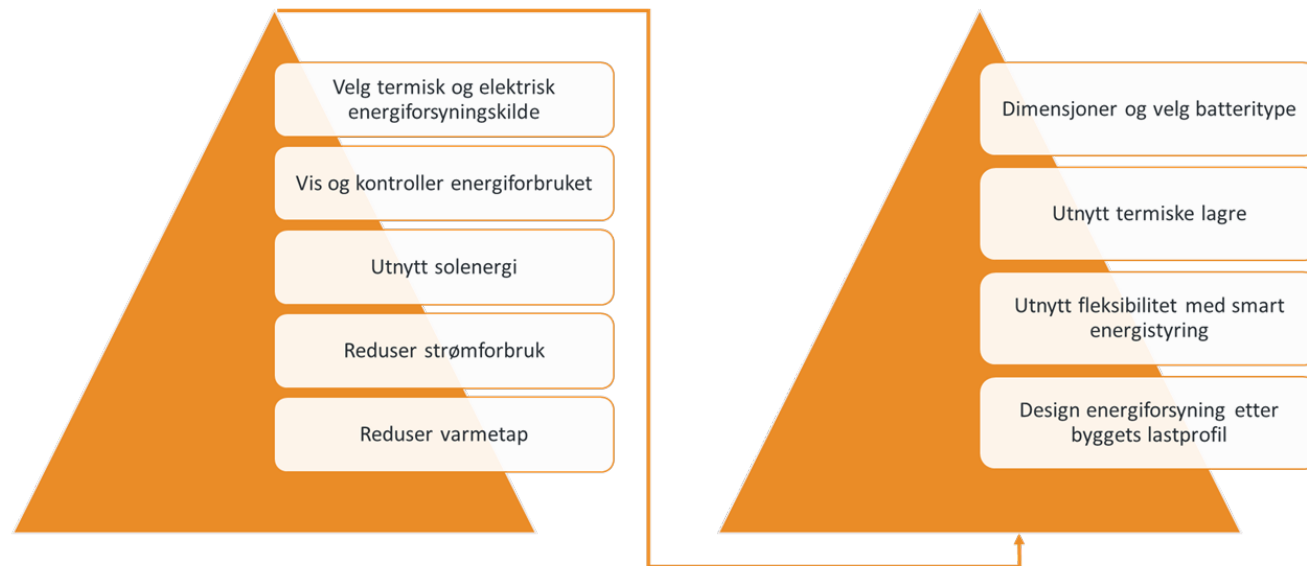 Velg termisk og elektrisk
energiforsyningskilde
Vis og kontroller energiforbruket
Utnytt solenergi
Reduser strømforbruk
Reduser varmetap
Dimensjoner og velg batteritype
Utnytt termiske lagre
Utnytt fleksibilitet med smart
energistyring
Design energiforsyning etter
byggets lastprofil